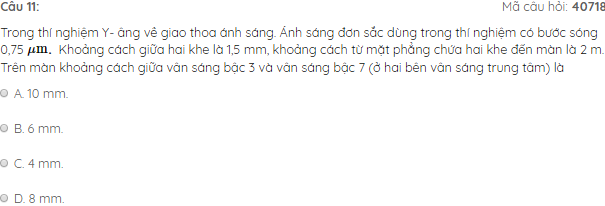 Câu 11:
Mã câu hỏi: 40718
Trong thí nghiệm Y- âng về giao thoa ánh sáng. Ánh sáng đơn sắc dùng trong thí nghiệm có bước sóng
0,75 μm. Khoảng cách giữa hai khe là 1,5 mm, khoảng cách từ mặt phẳng chứa hai khe đến màn là 2 m.
Trên màn khoảng cách giữa vân sáng bậc 3 và vân sáng bậc 7 (ở hai bên vân sáng trung tâm) là
A. 10 mm.
B. 6 mm.
C. 4 mm.
D. 8 mm.